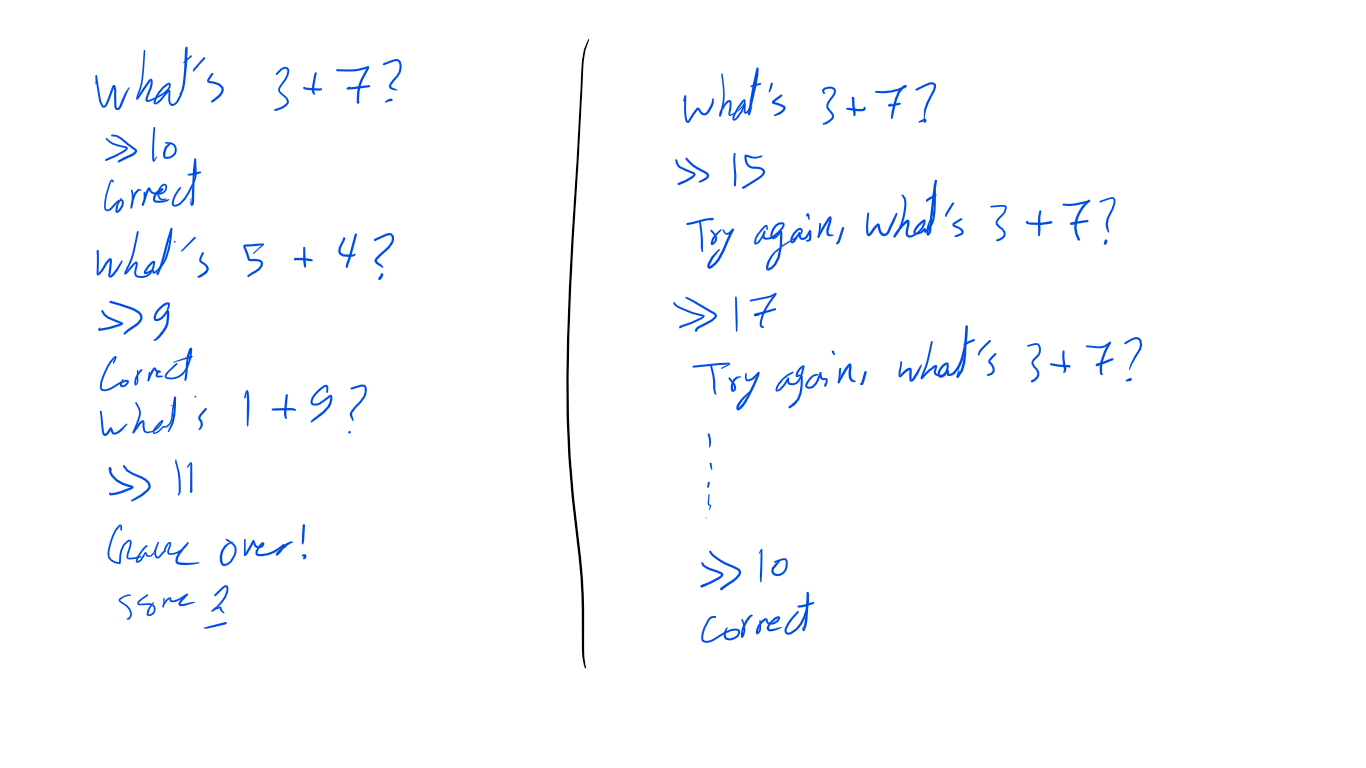 What's 3 + 7?
>> 10
Correct
What's 5 + 4?
>> 9
Correct
What's 1 + 9?
>> 11
Game over!
score 2
What's 3 + 7?
>> 15
Try again, What's 3 + 7?
>> 17
Try again, what's 3 + 7?
>> 10
Correct